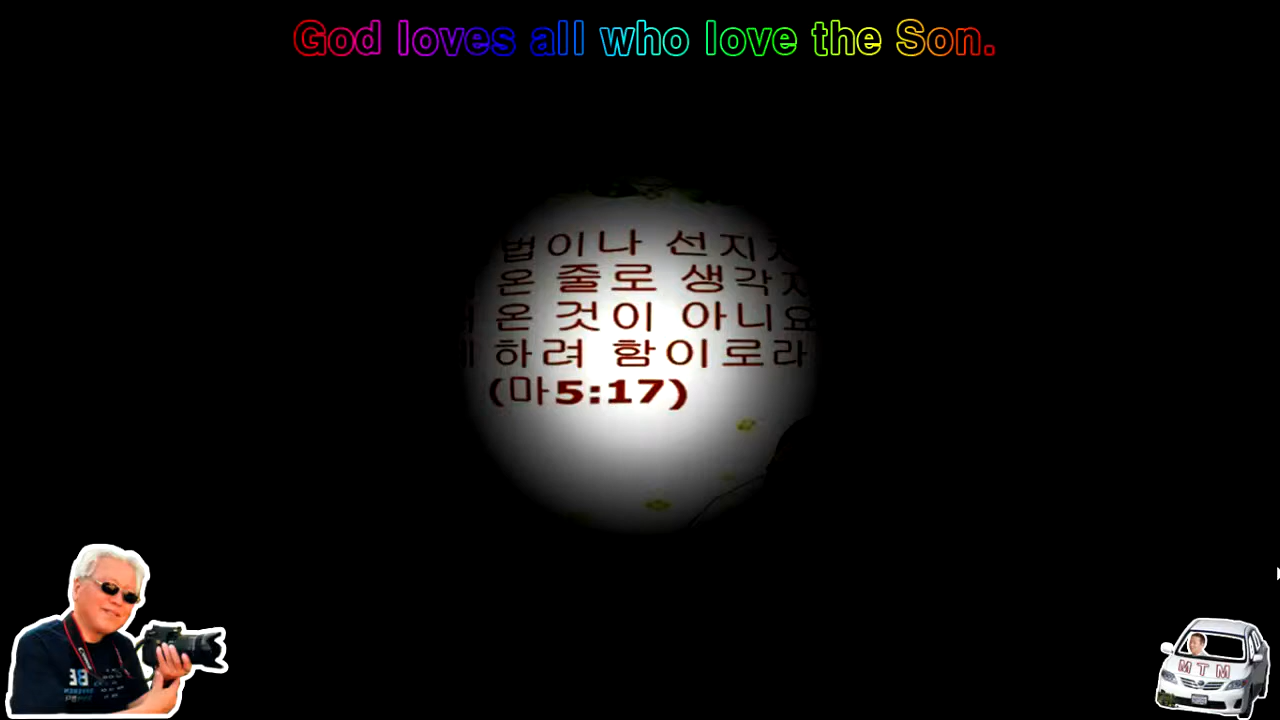 God loves all who love the Son.
법이나 선지
온 줄로 생각
온 것이 아니요
하려 함이로라
(마5:17)
MTM